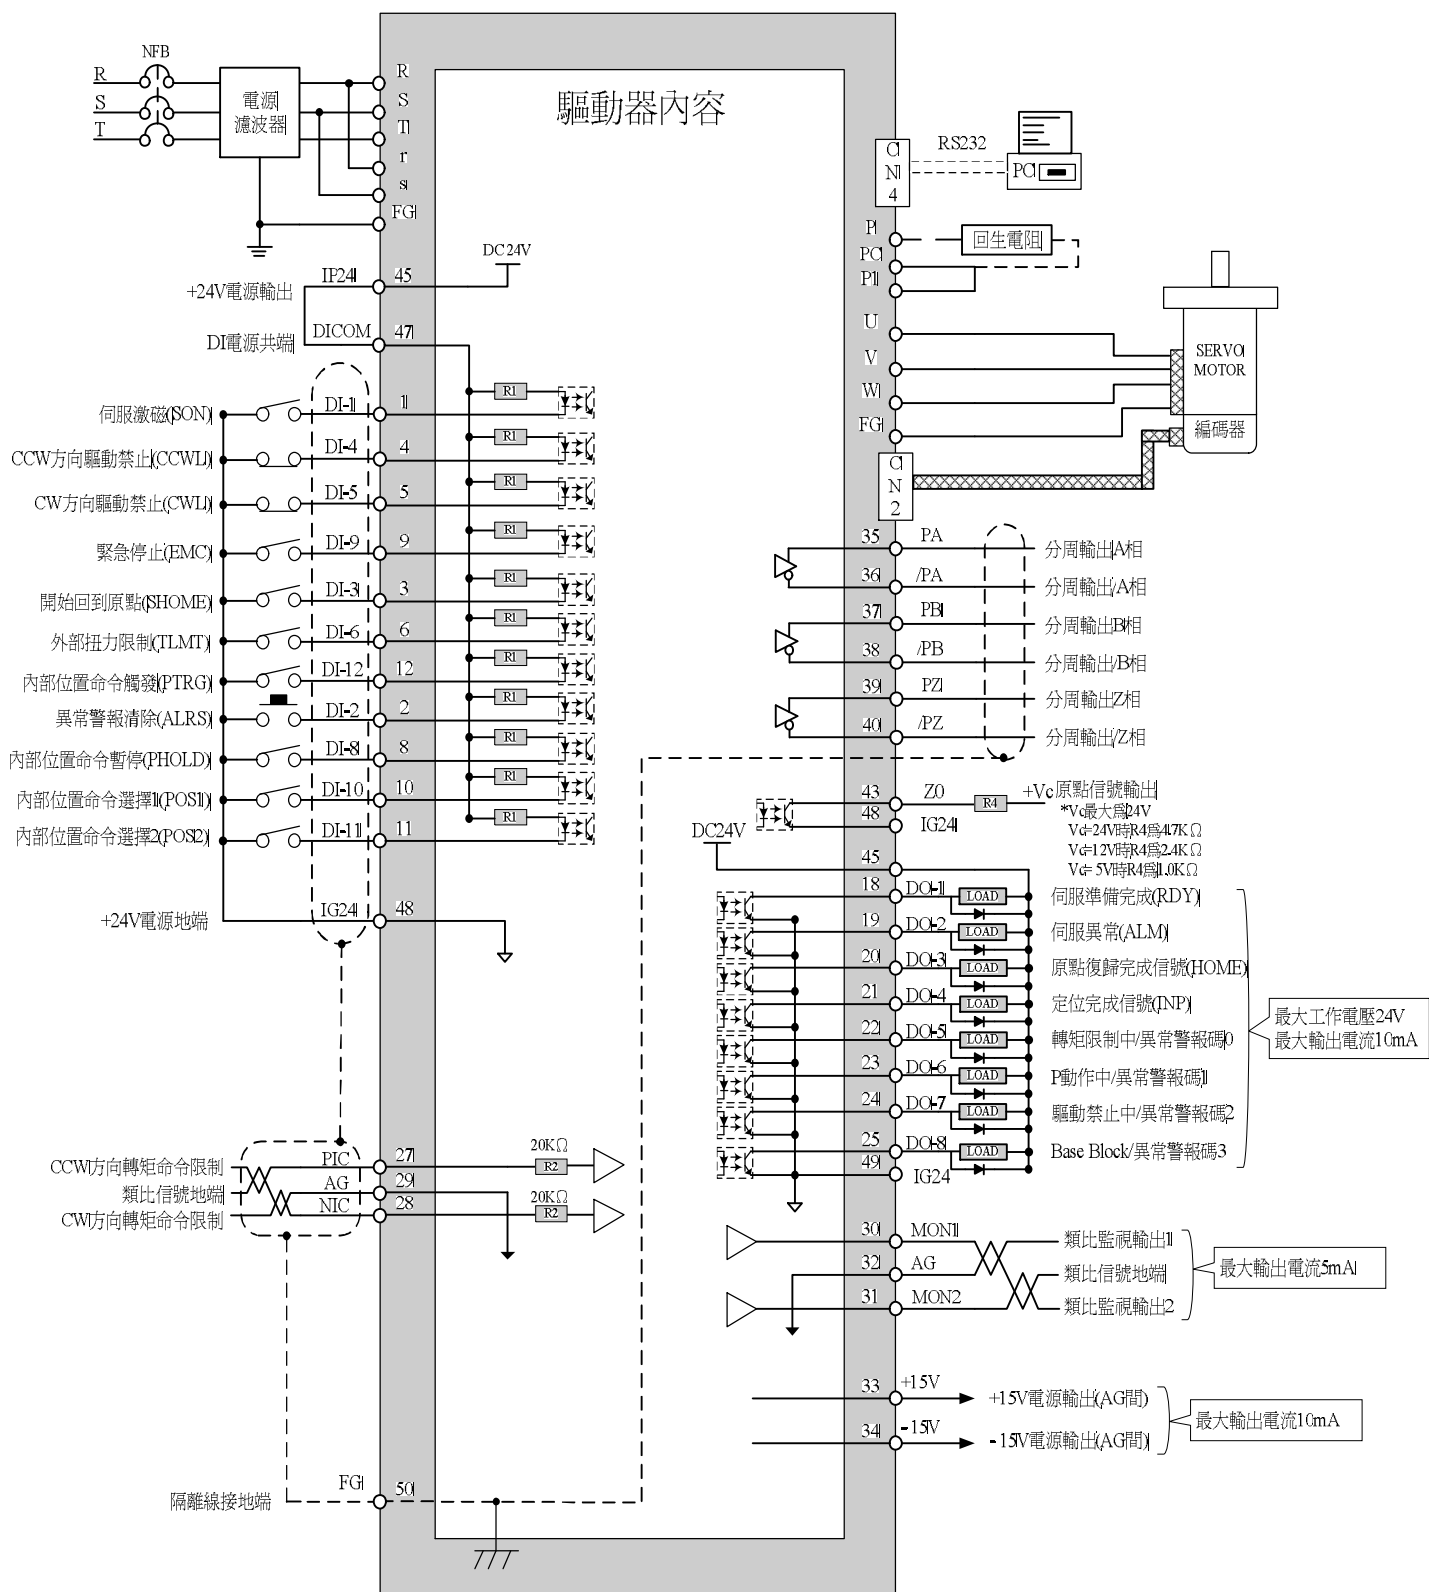 驅動器內容
NFB
R
S
T
電源
濾波器
R
S
T
r
s
FG
DC24V
IP24
45
+24V電源輸出
DICOM
47
DI電源共端
R1
伺服激磁(SON)
DI-1
1
R1
CCW方向驅動禁止(CCWL)
DI-4
4
R1
CW方向驅動禁止(CWL)
DI-5
5
R1
緊急停止(EMC)
DI-9
9
R1
開始回到原點(SHOME)
DI-3
3
R1
外部扭力限制(TLMT)
DI-6
6
R1
內部位置命令觸發(PTRG)
DI-12
12
R1
異常警報清除(ALRS)
DI-2
2
R1
內部位置命令暫停(PHOLD)
DI-8
8
R1
內部位置命令選擇1(POS1)
DI-10
10
R1
內部位置命令選擇2(POS2)
DI-11
11
+24V電源地端
IG24
48
CCW方向轉矩命令限制
PIC
27
20KΩ
R2
類比信號地端
AG
29
CW方向轉矩命令限制
NIC
28
20KΩ
R2
隔離線接地端
FG
50
CN4
RS232
PC
P
回生電阻
PC
P1
U
V
W
FG
SERVO
MOTOR
編碼器
CN2
35
PA
分周輸出A相
36
/PA
分周輸出/A相
37
PB
分周輸出B相
38
/PB
分周輸出/B相
39
PZ
分周輸出Z相
40
/PZ
分周輸出/Z相
43
ZO
R4
+Vc
原點信號輸出
48
IG24
*Vc最大爲24V
Vc=24V時R4爲4.7KΩ
Vc=12V時R4爲2.4KΩ
Vc= 5V時R4爲1.0KΩ
DC24V
45
18
DO-1
LOAD
伺服準備完成(RDY)
19
DO-2
LOAD
伺服異常(ALM)
20
DO-3
LOAD
原點復歸完成信號(HOME)
21
DO-4
LOAD
定位完成信號(INP)
22
DO-5
LOAD
轉矩限制中/異常警報碼0
23
DO-6
LOAD
P動作中/異常警報碼1
24
DO-7
LOAD
驅動禁止中/異常警報碼2
25
DO-8
LOAD
Base Block/異常警報碼3
49
IG24
最大工作電壓24V
最大輸出電流10mA
30
MON1
類比監視輸出1
32
AG
類比信號地端
31
MON2
類比監視輸出2
最大輸出電流5mA
33
+15V
+15V電源輸出(AG間)
34
-15V
-15V電源輸出(AG間)
最大輸出電流10mA